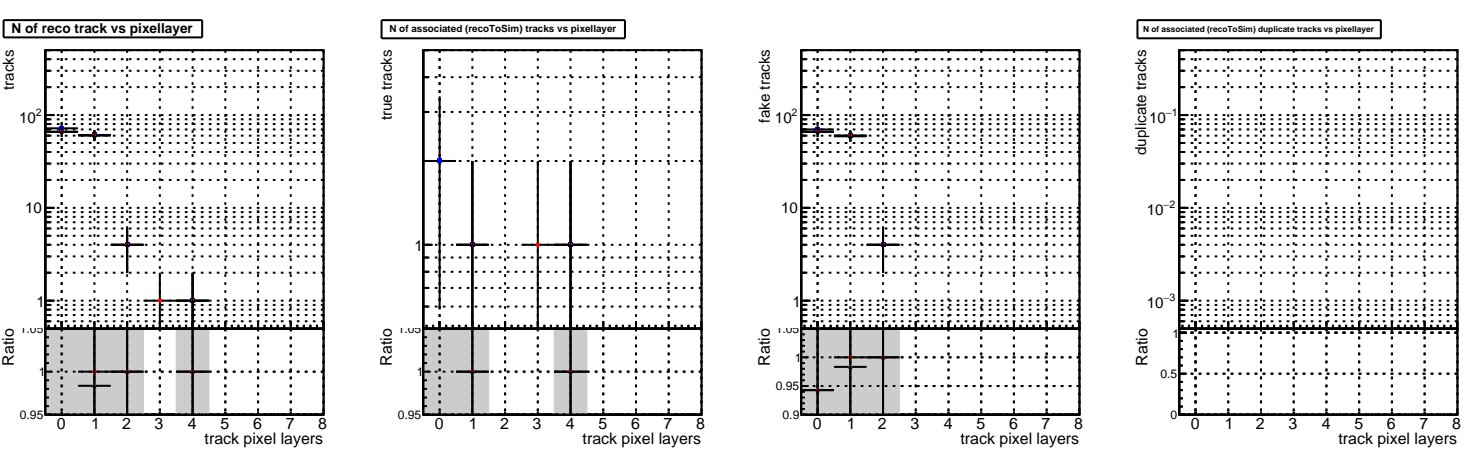 N of reco track vs pixellayer
tracks
10²
10
1
1.05
Ratio
1
0.95
0 1 2 3 4 5 6 7 8
track pixel layers
N of associated (recoToSim) tracks vs pixellayer
true tracks
1
1.05
Ratio
1
0.95
0 1 2 3 4 5 6 7 8
track pixel layers
fake tracks
10²
10
1
1.05
Ratio
1
0.95
0.9
0 1 2 3 4 5 6 7 8
track pixel layers
N of associated (recoToSim) duplicate tracks vs pixellayer
duplicate tracks
10⁻¹
10⁻²
10⁻³
Ratio
1
0.5
0
0 1 2 3 4 5 6 7 8
track pixel layers